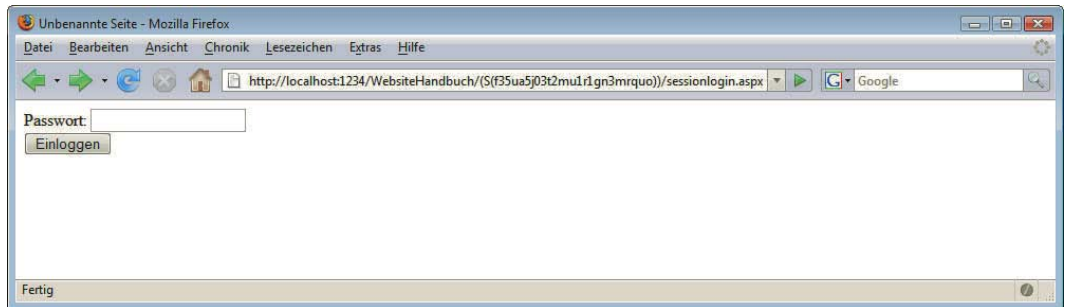 Unbenannte Seite - Mozilla Firefox
Datei Bearbeiten Ansicht Chronik Lesezeichen Extras Hilfe
http://localhost:1234/WebsiteHandbuch/(S(f35ua5j03t2mu1r1gn3mrquo))/sessionlogin.aspx G Google
Passwort:
Einloggen
Fertig